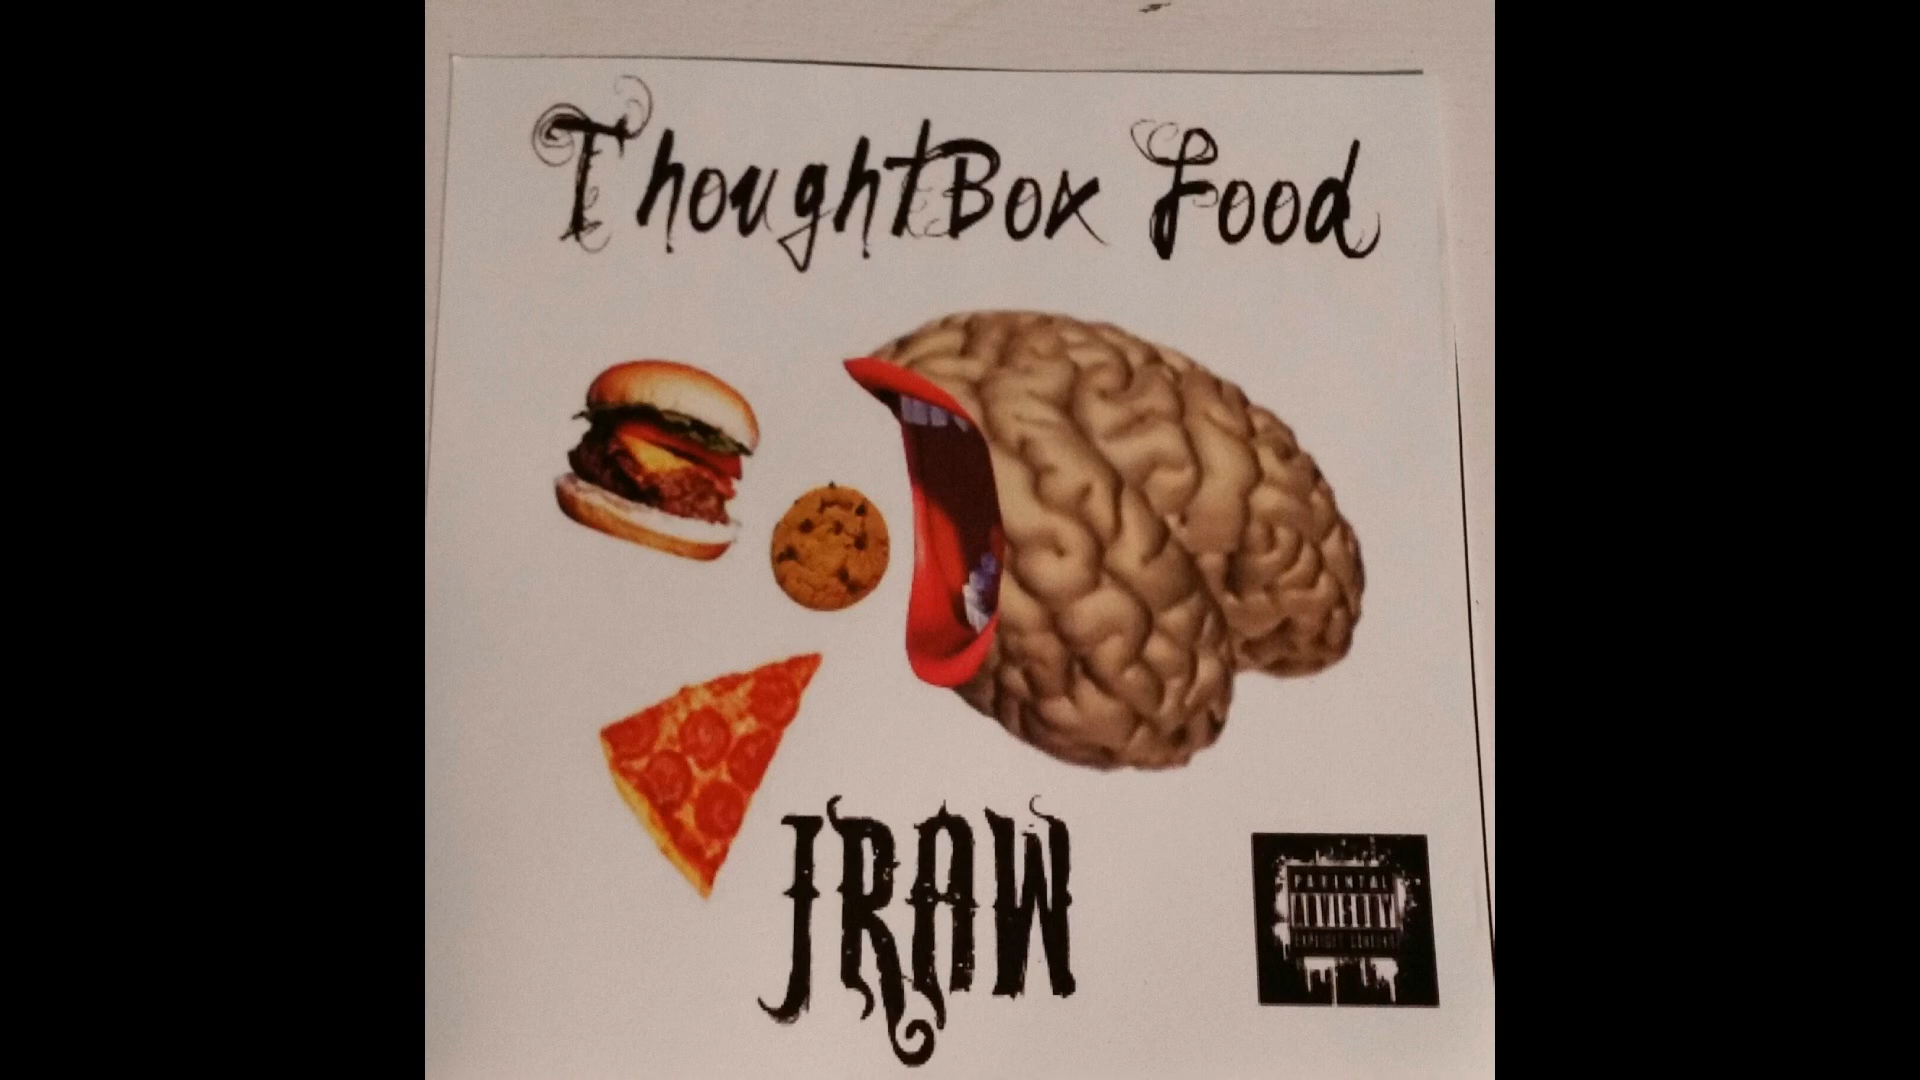 ThoughtBox Food
JRAW
PARENTAL
ADVISORY
EXPLICIT CONTENT